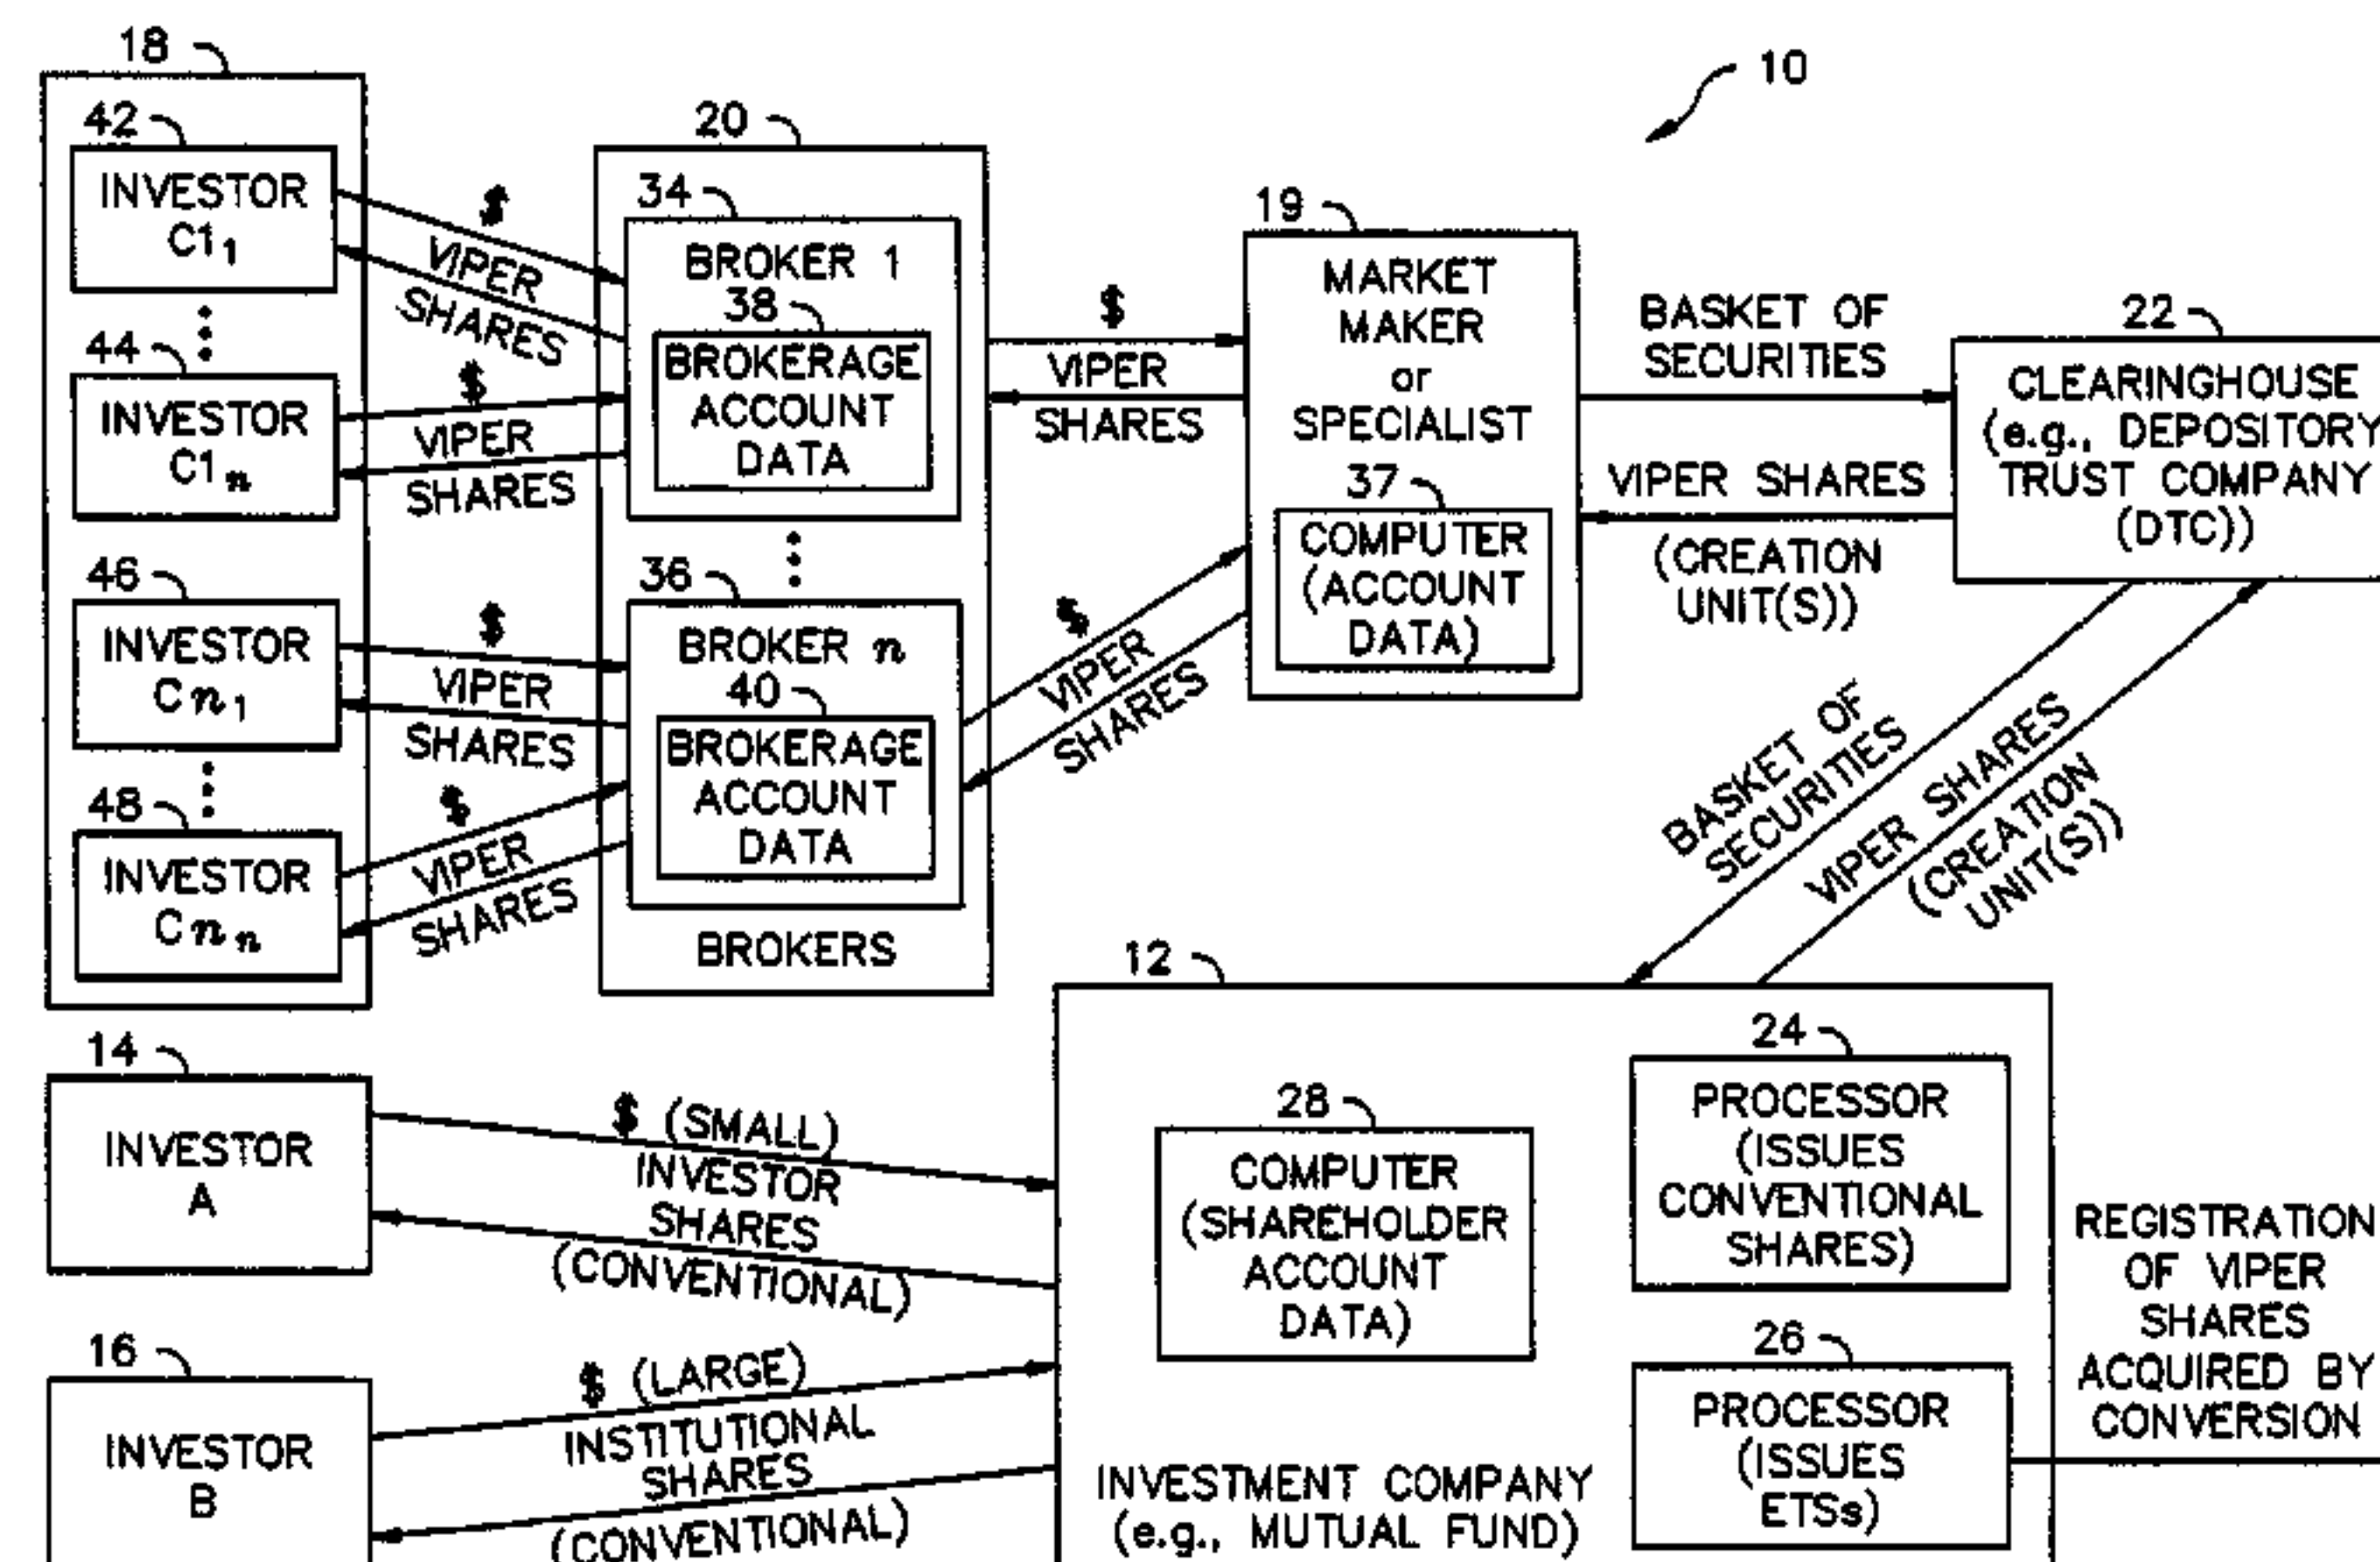 18
10
42
INVESTOR
C1₁
44
INVESTOR
C1ₙ
46
INVESTOR
Cn₁
48
INVESTOR
Cnₙ
$
VIPER
SHARES
$
VIPER
SHARES
$
VIPER
SHARES
$
VIPER
SHARES
20
34
BROKER 1
38
BROKERAGE
ACCOUNT
DATA
36
BROKER n
40
BROKERAGE
ACCOUNT
DATA
BROKERS
$
VIPER
SHARES
$
VIPER
SHARES
19
MARKET
MAKER
or
SPECIALIST
37
COMPUTER
(ACCOUNT
DATA)
BASKET OF
SECURITIES
VIPER SHARES
(CREATION
UNIT(S))
22
CLEARINGHOUSE
(e.g., DEPOSITORY
TRUST COMPANY
(DTC))
BASKET OF
SECURITIES
VIPER SHARES
(CREATION
UNIT(S))
14
INVESTOR
A
$ (SMALL)
INVESTOR
SHARES
(CONVENTIONAL)
16
INVESTOR
B
$ (LARGE)
INSTITUTIONAL
SHARES
(CONVENTIONAL)
12
28
COMPUTER
(SHAREHOLDER
ACCOUNT
DATA)
24
PROCESSOR
(ISSUES
CONVENTIONAL
SHARES)
26
PROCESSOR
(ISSUES
ETSs)
INVESTMENT COMPANY
(e.g., MUTUAL FUND)
REGISTRATION
OF VIPER
SHARES
ACQUIRED BY
CONVERSION